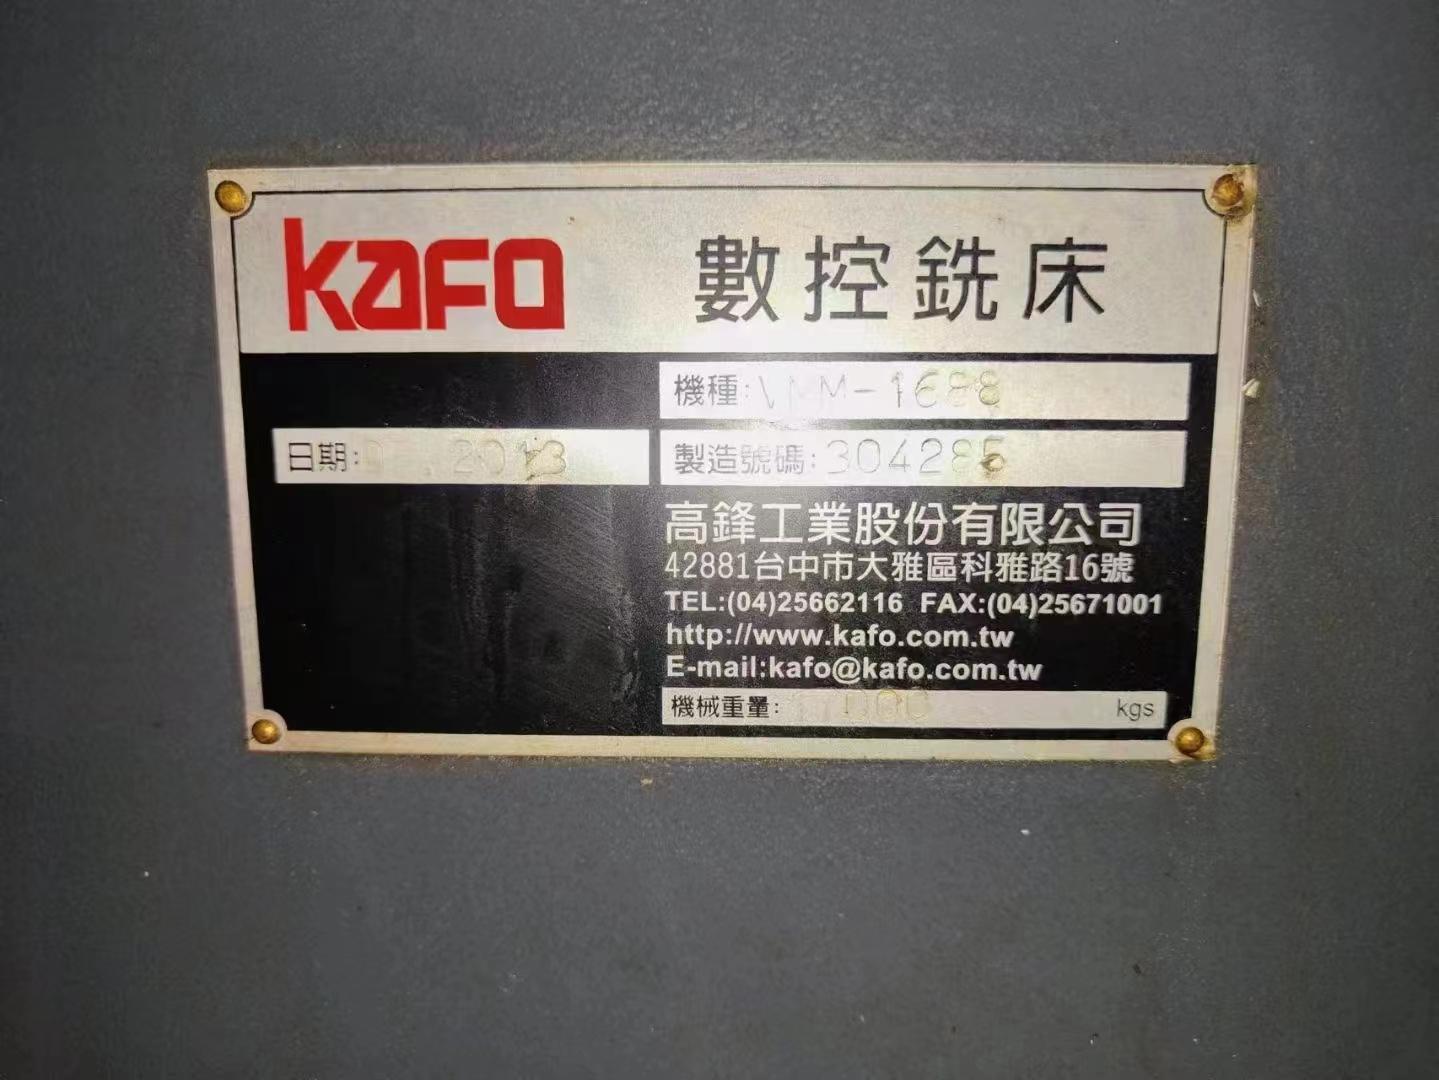 KAFO 數控銑床
機種:VMM-1688
日期: 2013 製造號碼:304285
高鋒工業股份有限公司
42881台中市大雅區科雅路16號
TEL:(04)25662116 FAX:(04)25671001
http://www.kafo.com.tw
E-mail:kafo@kafo.com.tw
機械重量: kgs